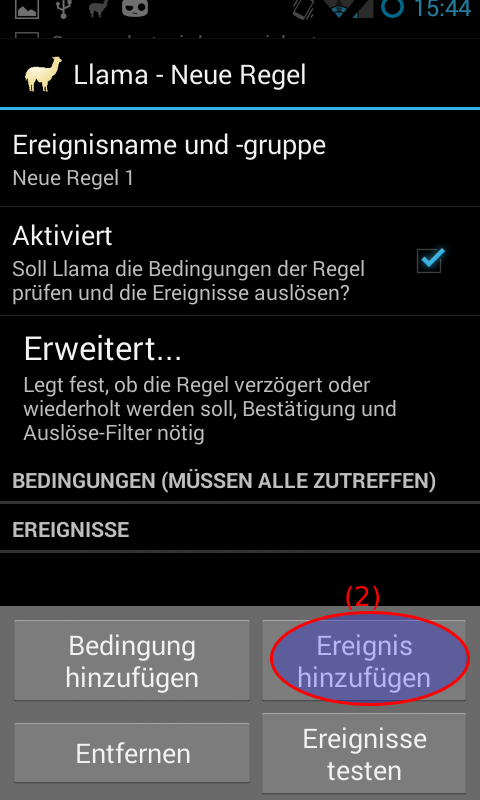 15:44
Llama - Neue Regel
Ereignisname und -gruppe
Neue Regel 1
Aktiviert
Soll Llama die Bedingungen der Regel
prüfen und die Ereignisse auslösen?
Erweitert...
Legt fest, ob die Regel verzögert oder
wiederholt werden soll, Bestätigung und
Auslöse-Filter nötig
BEDINGUNGEN (MÜSSEN ALLE ZUTREFFEN)
EREIGNISSE
(2)
Bedingung
hinzufügen
Ereignis
hinzufügen
Entfernen
Ereignisse
testen